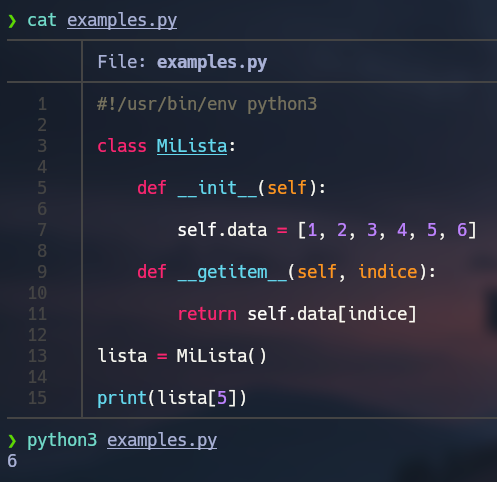 ❯ cat examples.py
File: examples.py
1 #!/usr/bin/env python3
2
3 class MiLista:
4
5     def __init__(self):
6
7         self.data = [1, 2, 3, 4, 5, 6]
8
9     def __getitem__(self, indice):
10
11         return self.data[indice]
12
13 lista = MiLista()
14
15 print(lista[5])
❯ python3 examples.py
6